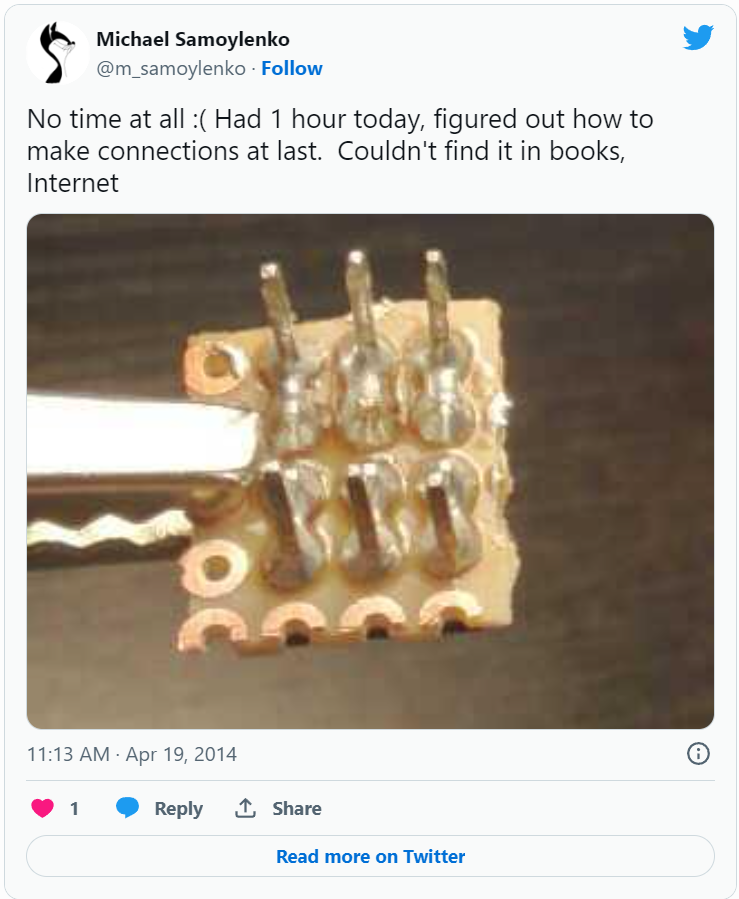 Michael Samoylenko
@m_samoylenko · Follow
No time at all :( Had 1 hour today, figured out how to
make connections at last.  Couldn't find it in books,
Internet
11:13 AM · Apr 19, 2014
1 Reply Share
Read more on Twitter